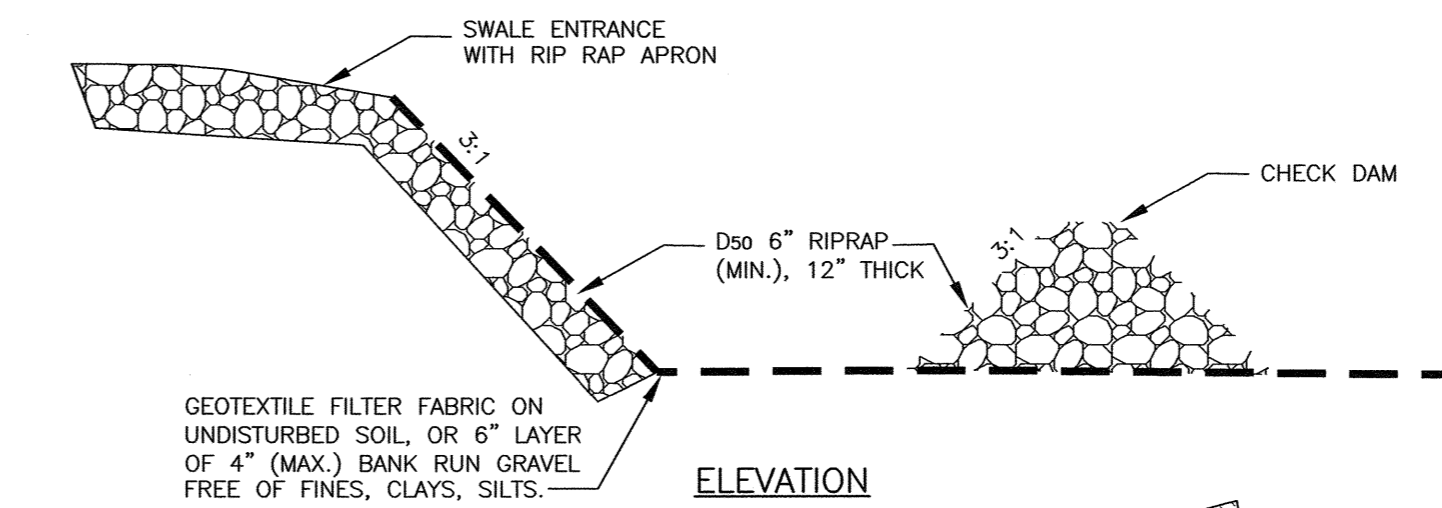 SWALE ENTRANCE
WITH RIP RAP APRON
3:1
CHECK DAM
D50 6” RIPRAP
(MIN.), 12” THICK
3:1
GEOTEXTILE FILTER FABRIC ON
UNDISTURBED SOIL, OR 6” LAYER
OF 4” (MAX.) BANK RUN GRAVEL
FREE OF FINES, CLAYS, SILTS.
ELEVATION